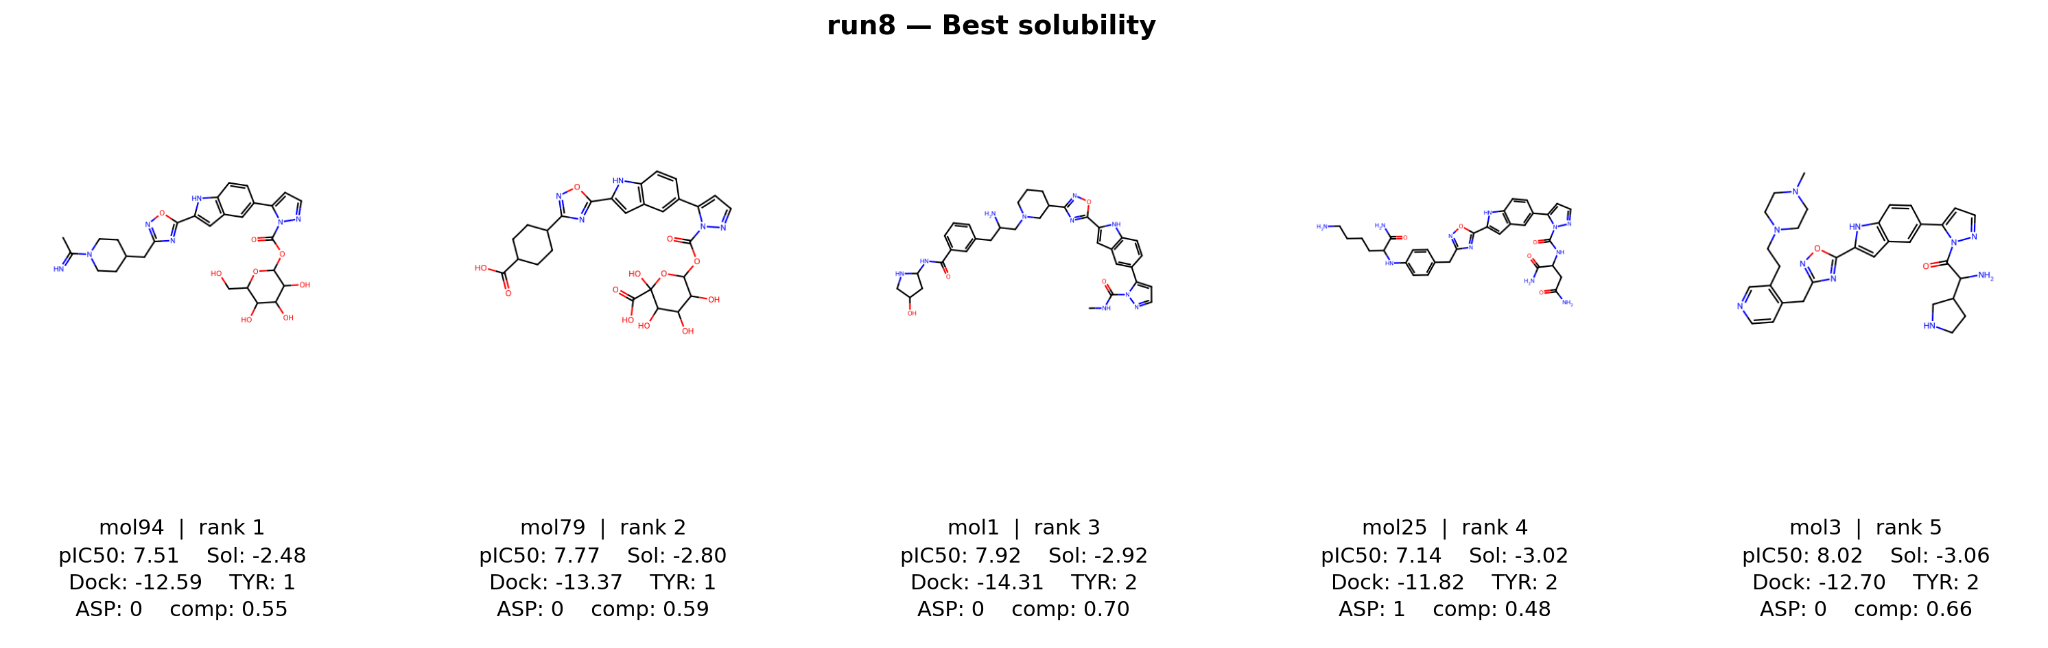 run8 — Best solubility
mol94 | rank 1
pIC50: 7.51 Sol: -2.48
Dock: -12.59 TYR: 1
ASP: 0 comp: 0.55
mol79 | rank 2
pIC50: 7.77 Sol: -2.80
Dock: -13.37 TYR: 1
ASP: 0 comp: 0.59
mol1 | rank 3
pIC50: 7.92 Sol: -2.92
Dock: -14.31 TYR: 2
ASP: 0 comp: 0.70
mol25 | rank 4
pIC50: 7.14 Sol: -3.02
Dock: -11.82 TYR: 2
ASP: 1 comp: 0.48
mol3 | rank 5
pIC50: 8.02 Sol: -3.06
Dock: -12.70 TYR: 2
ASP: 0 comp: 0.66